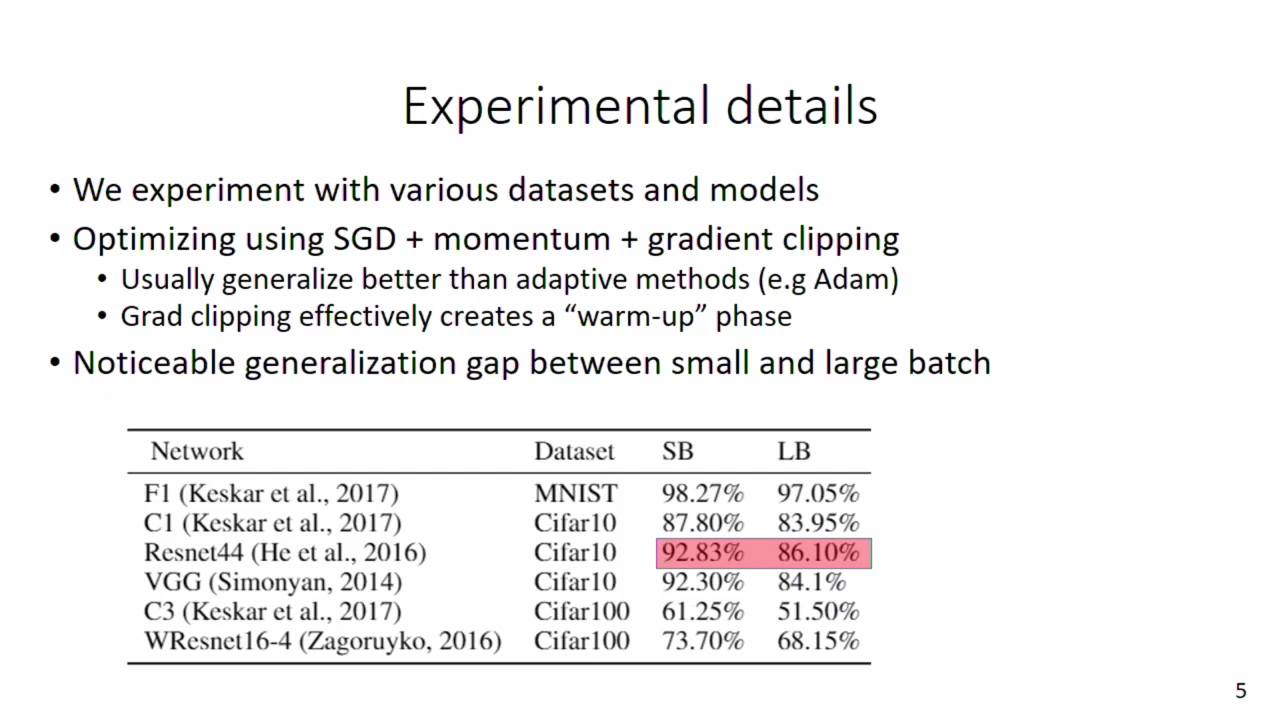 Experimental details
• We experiment with various datasets and models
• Optimizing using SGD + momentum + gradient clipping
• Usually generalize better than adaptive methods (e.g Adam)
• Grad clipping effectively creates a “warm-up” phase
• Noticeable generalization gap between small and large batch
Network Dataset SB LB
F1 (Keskar et al., 2017) MNIST 98.27% 97.05%
C1 (Keskar et al., 2017) Cifar10 87.80% 83.95%
Resnet44 (He et al., 2016) Cifar10 92.83% 86.10%
VGG (Simonyan, 2014) Cifar10 92.30% 84.1%
C3 (Keskar et al., 2017) Cifar100 61.25% 51.50%
WResnet16-4 (Zagoruyko, 2016) Cifar100 73.70% 68.15%
5